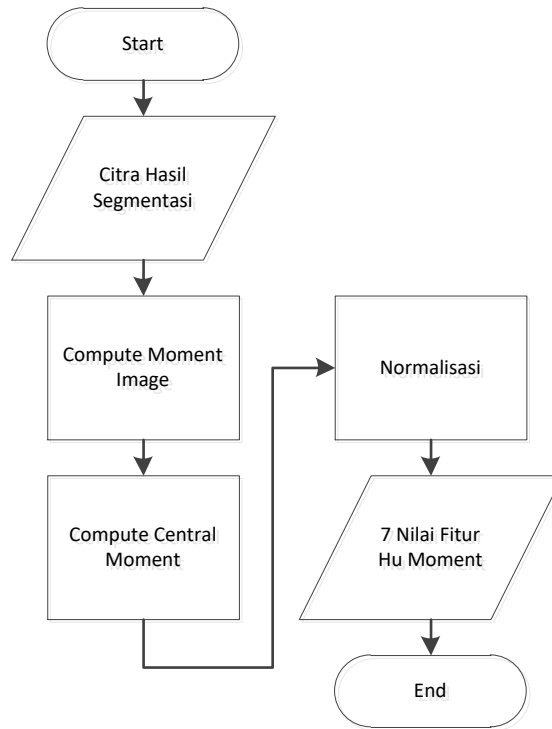 Start
Citra Hasil
Segmentasi
Compute Moment
Image
Compute Central
Moment
Normalisasi
7 Nilai Fitur
Hu Moment
End